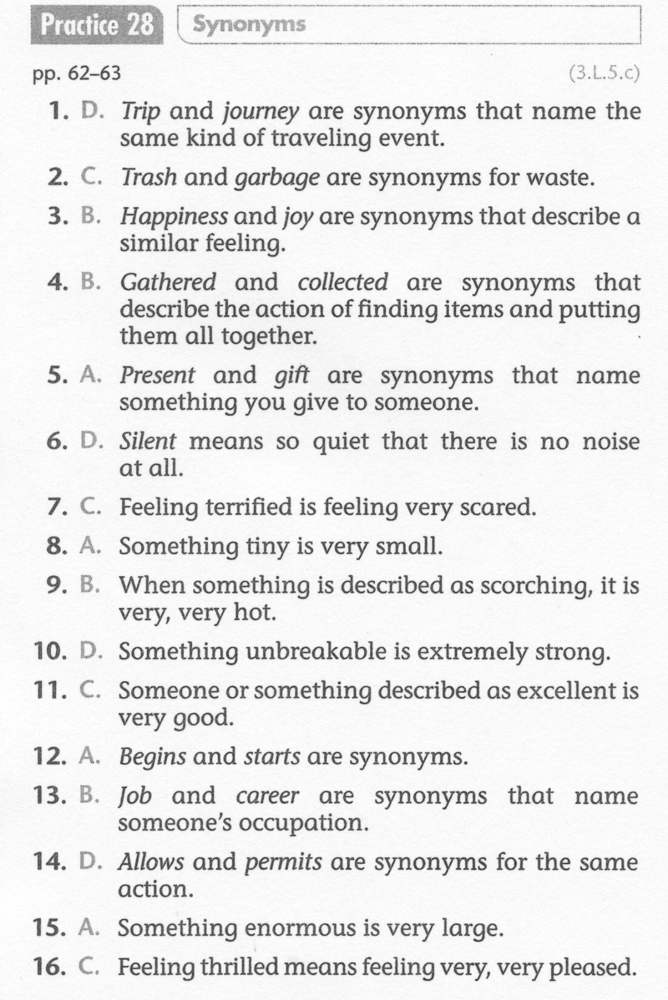 Practice 28 Synonyms
pp. 62–63 (3.L.5.c)
1. D. Trip and journey are synonyms that name the
same kind of traveling event.
2. C. Trash and garbage are synonyms for waste.
3. B. Happiness and joy are synonyms that describe a
similar feeling.
4. B. Gathered and collected are synonyms that
describe the action of finding items and putting
them all together.
5. A. Present and gift are synonyms that name
something you give to someone.
6. D. Silent means so quiet that there is no noise
at all.
7. C. Feeling terrified is feeling very scared.
8. A. Something tiny is very small.
9. B. When something is described as scorching, it is
very, very hot.
10. D. Something unbreakable is extremely strong.
11. C. Someone or something described as excellent is
very good.
12. A. Begins and starts are synonyms.
13. B. Job and career are synonyms that name
someone's occupation.
14. D. Allows and permits are synonyms for the same
action.
15. A. Something enormous is very large.
16. C. Feeling thrilled means feeling very, very pleased.